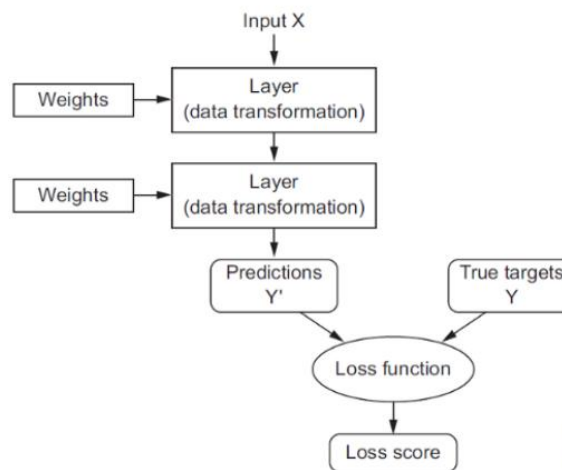 Input X
Layer
(data transformation)
Weights
Layer
(data transformation)
Weights
Predictions
Y'
True targets
Y
Loss function
Loss score